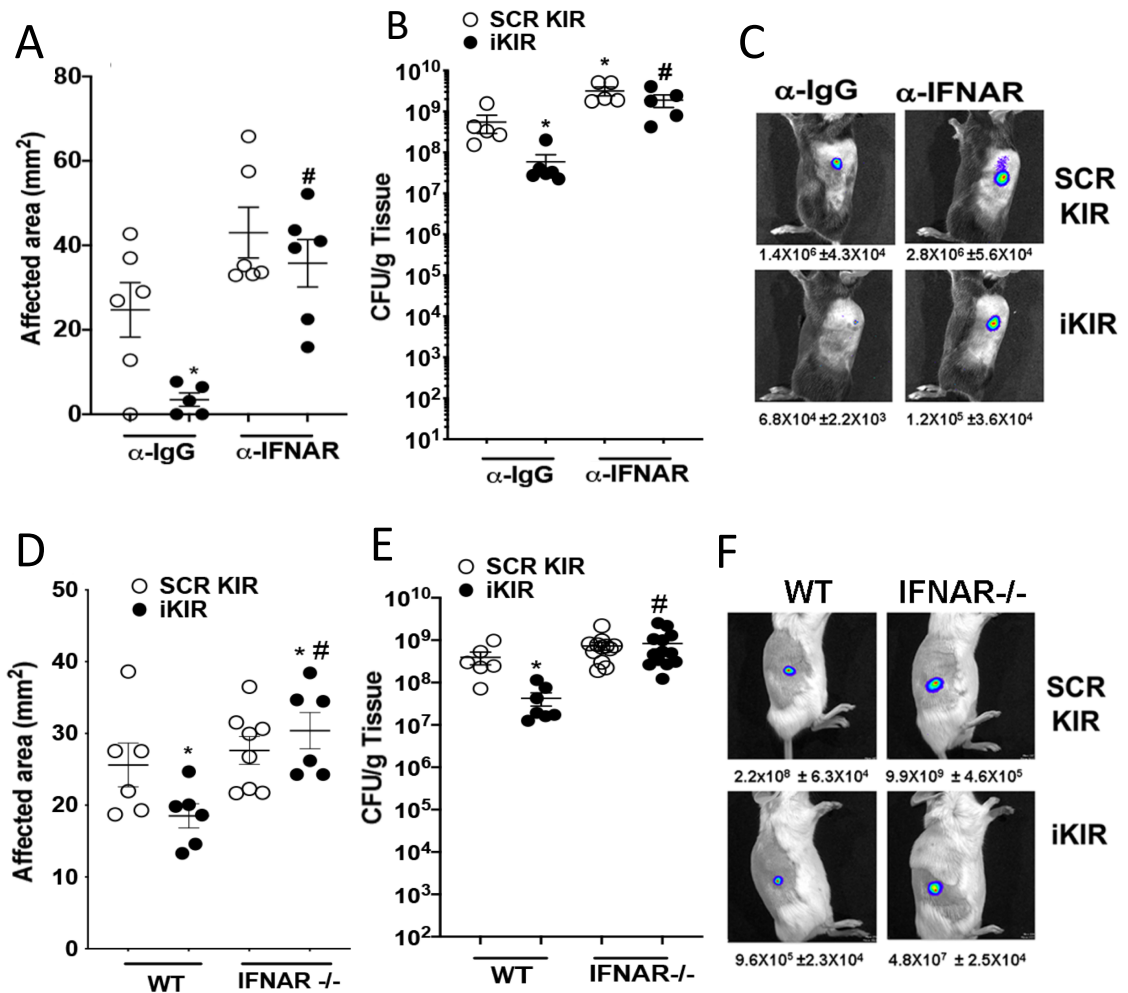 A
Affected area (mm²)
80
60
40
20
0
*
#
α-IgG
α-IFNAR
B
SCR KIR
iKIR
CFU/g Tissue
10¹⁰
10⁹
10⁸
10⁷
10⁶
10⁵
10⁴
10³
10²
10¹
*
*
#
α-IgG
α-IFNAR
C
α-IgG α-IFNAR
SCR
KIR
1.4X10⁶ ±4.3X10⁴ 2.8X10⁶ ±5.6X10⁴
iKIR
6.8X10⁴ ±2.2X10³ 1.2X10⁵ ±3.6X10⁴
D
SCR KIR
iKIR
Affected area (mm²)
50
40
30
20
10
0
*
* #
WT
IFNAR -/-
E
SCR KIR
iKIR
CFU/g Tissue
10¹⁰
10⁹
10⁸
10⁷
10⁶
10⁵
10⁴
10³
10²
*
#
WT
IFNAR-/-
F
WT IFNAR-/-
SCR
KIR
2.2x10⁸ ± 6.3X10⁴ 9.9X10⁹ ± 4.6X10⁵
iKIR
9.6X10⁵ ±2.3X10⁴ 4.8X10⁷ ± 2.5X10⁴